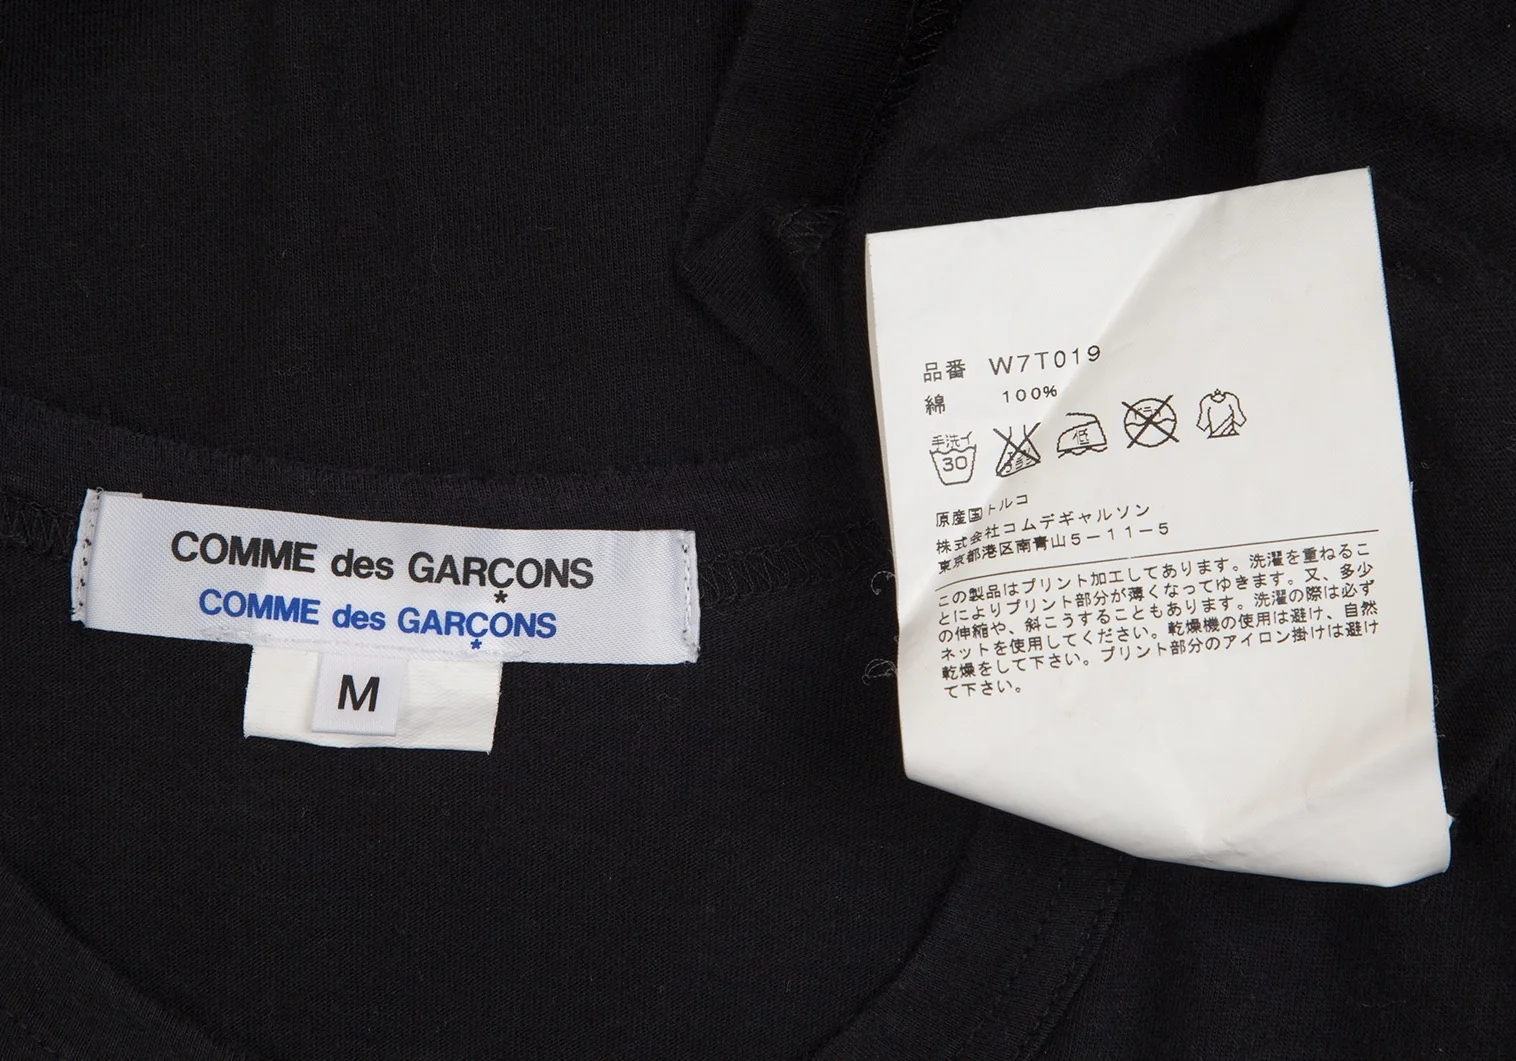 COMME des GARÇONS
COMME des GARÇONS
M
品番 W7T019
綿 100%
手洗イ
30
低
ドライ
原産国トルコ
株式会社コムデギャルソン
東京都港区南青山5-11-5
この製品はプリント加工してあります。洗濯を重ねるこ
とによりプリント部分が薄くなってゆきます。又、多少
の伸縮や、斜こうすることもあります。洗濯の際は必ず
ネットを使用してください。乾燥機の使用は避け、自然
乾燥をして下さい。プリント部分のアイロン掛けは避け
て下さい。